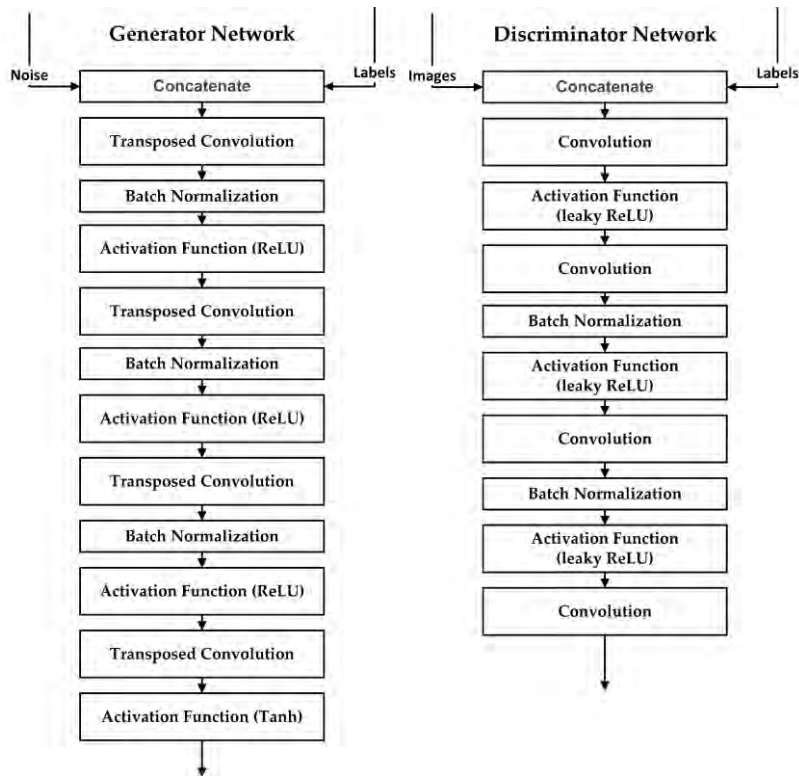 Generator Network
Noise
Labels
Concatenate
Transposed Convolution
Batch Normalization
Activation Function (ReLU)
Transposed Convolution
Batch Normalization
Activation Function (ReLU)
Transposed Convolution
Batch Normalization
Activation Function (ReLU)
Transposed Convolution
Activation Function (Tanh)
Discriminator Network
Images
Labels
Concatenate
Convolution
Activation Function
(leaky ReLU)
Convolution
Batch Normalization
Activation Function
(leaky ReLU)
Convolution
Batch Normalization
Activation Function
(leaky ReLU)
Convolution